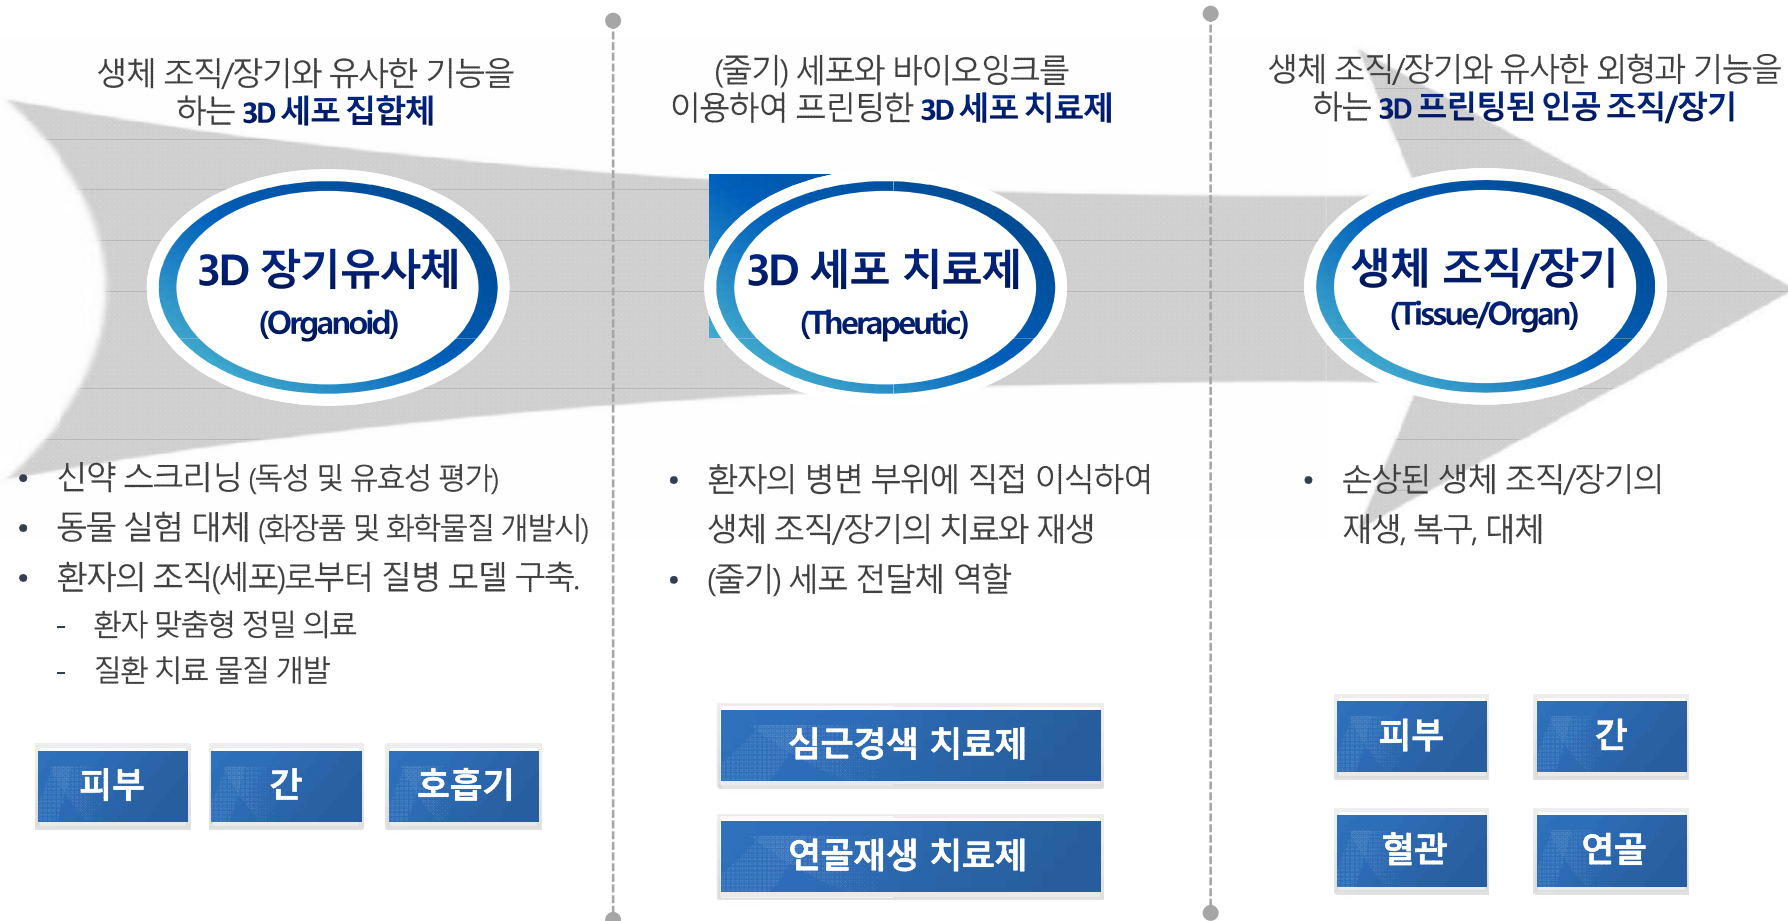 생체 조직/장기와 유사한 기능을
하는 3D 세포 집합체
3D 장기유사체
(Organoid)
• 신약 스크리닝 (독성 및 유효성 평가)
• 동물 실험 대체 (화장품 및 화학물질 개발시)
• 환자의 조직(세포)로부터 질병 모델 구축.
- 환자 맞춤형 정밀 의료
- 질환 치료 물질 개발
피부
간
호흡기
(줄기) 세포와 바이오잉크를
이용하여 프린팅한 3D 세포 치료제
3D 세포 치료제
(Therapeutic)
• 환자의 병변 부위에 직접 이식하여
생체 조직/장기의 치료와 재생
• (줄기) 세포 전달체 역할
심근경색 치료제
연골재생 치료제
생체 조직/장기와 유사한 외형과 기능을
하는 3D 프린팅된 인공 조직/장기
생체 조직/장기
(Tissue/Organ)
• 손상된 생체 조직/장기의
재생, 복구, 대체
피부
간
혈관
연골